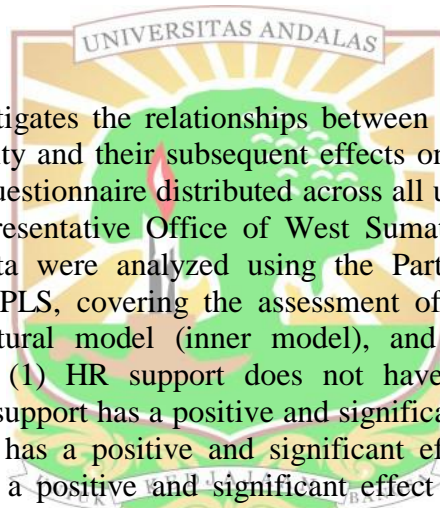 UNIVERSITAS ANDALAS
tigates the relationships between
ity and their subsequent effects on
uestionnaire distributed across all u
resentative Office of West Suma
ta were analyzed using the Part
PLS, covering the assessment of
tural model (inner model), and
(1) HR support does not have
support has a positive and significa
has a positive and significant ef
a positive and significant effect